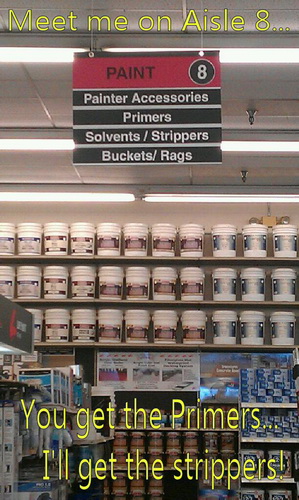 Meet me on Aisle 8...
PAINT 8
Painter Accessories
Primers
Solvents / Strippers
Buckets/ Rags
You get the Primers...
I'll get the strippers!